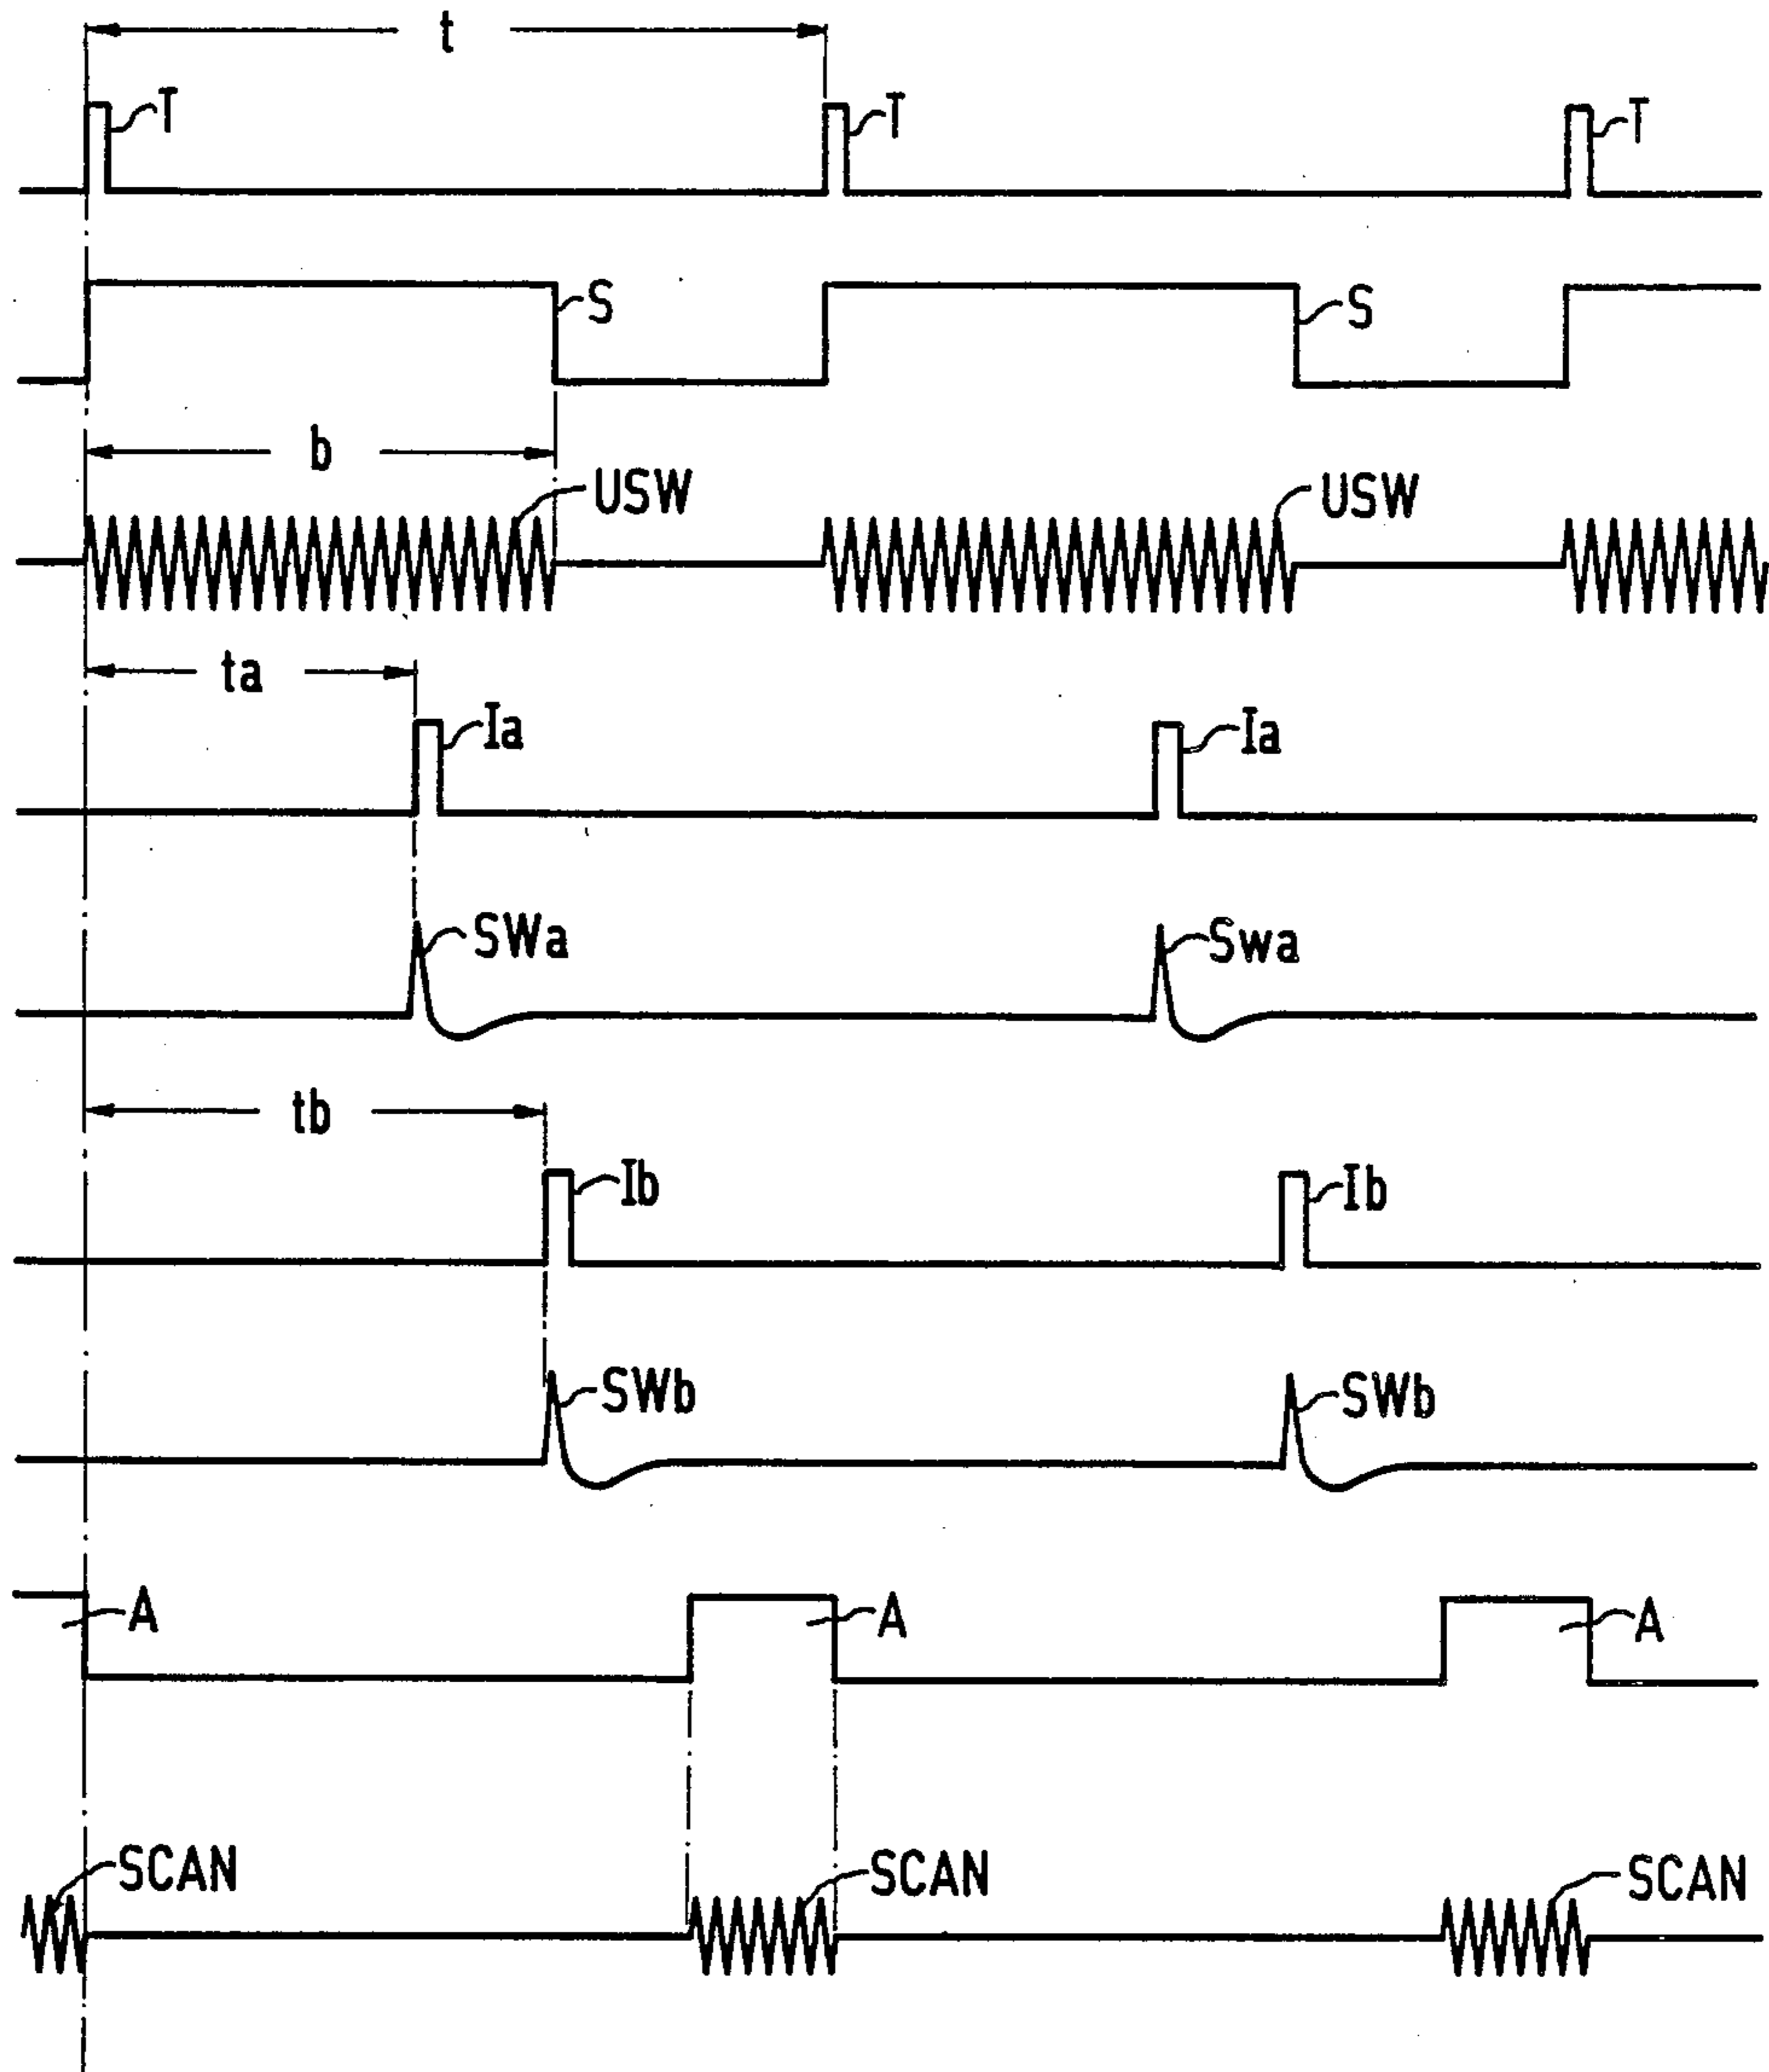 t
T T T
S S
b
USW USW
ta
Ia Ia
SWa Swa
tb
Ib Ib
SWb SWb
A A A
SCAN SCAN SCAN